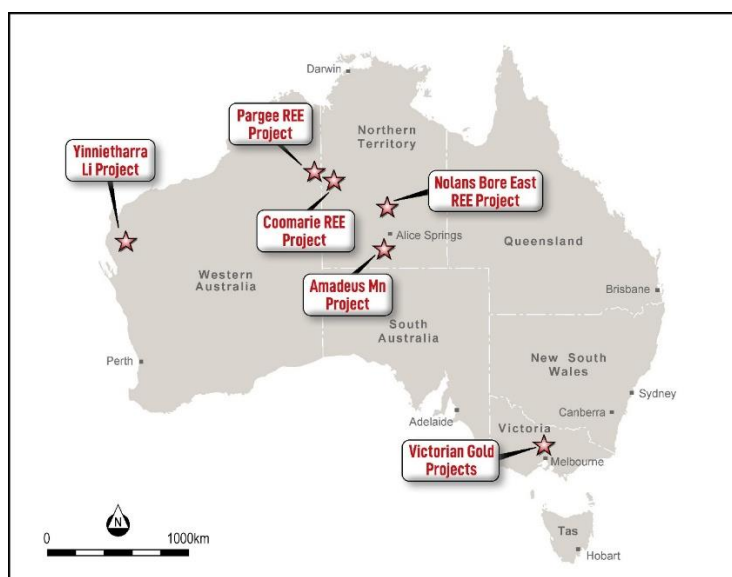 Darwin
Pargee REE
Project
Northern
Territory
Yinnietharra
Li Project
Nolans Bore East
REE Project
Coomarie REE
Project
Alice Springs
Queensland
Western
Australia
Amadeus Mn
Project
Brisbane
South
Australia
Perth
New South
Wales
Sydney
Adelaide
Canberra
Victoria
Victorian Gold
Projects
Melbourne
N
0 1000km
Tas
Hobart